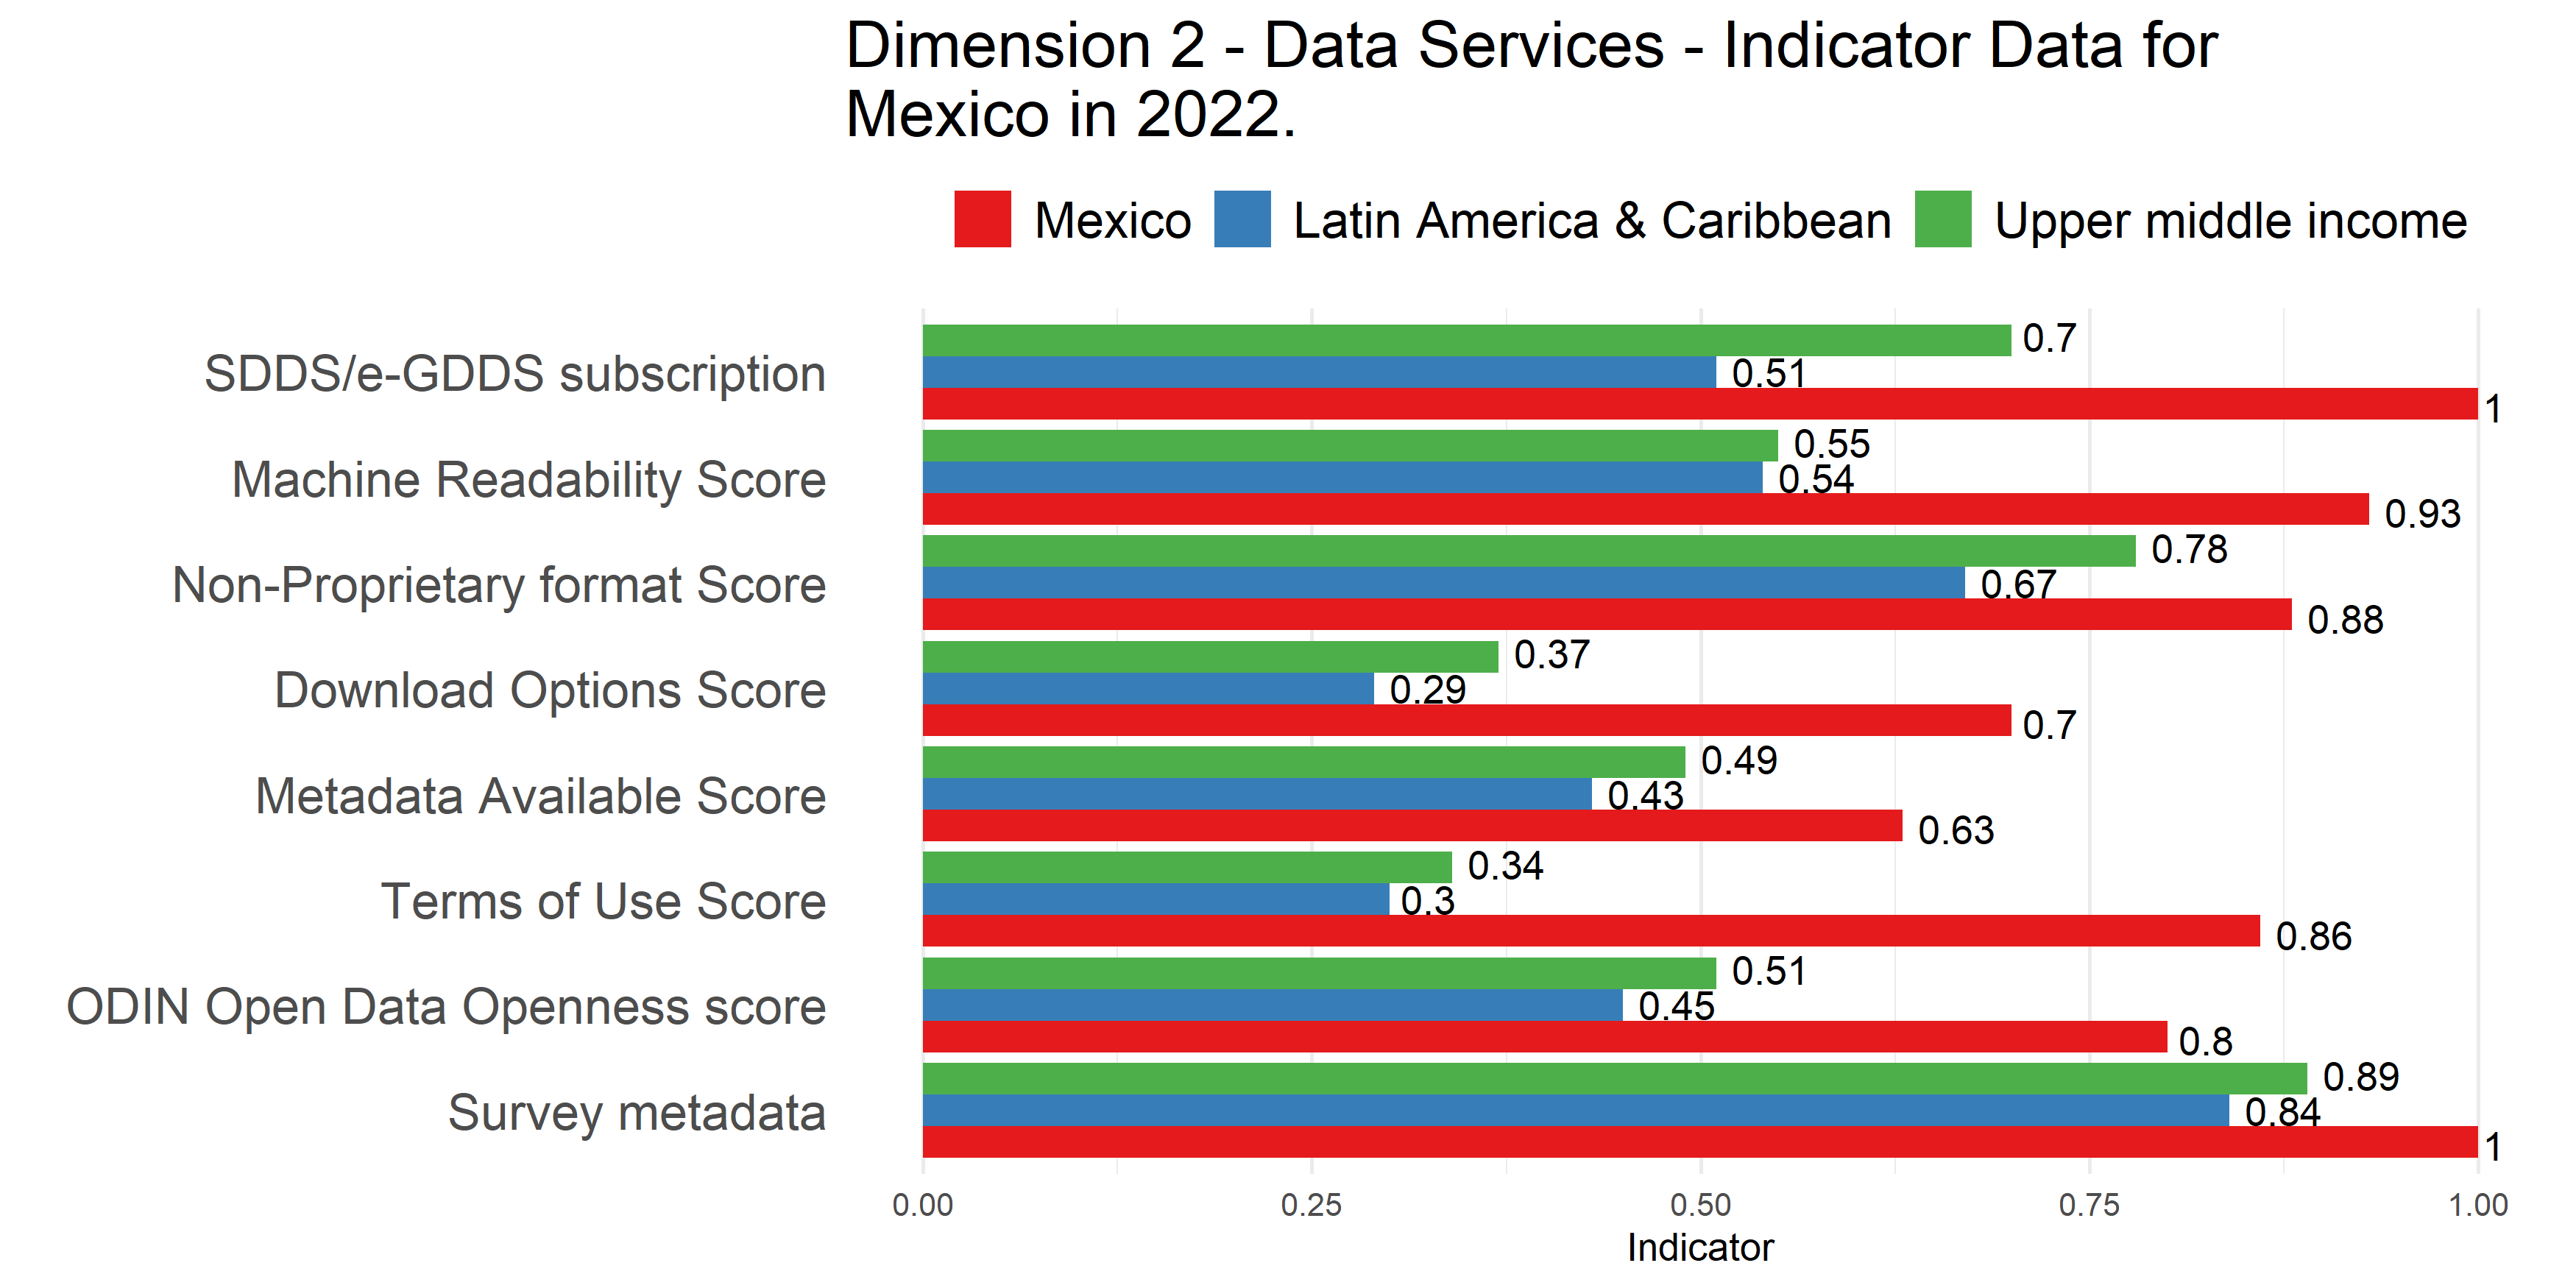 Dimension 2 - Data Services - Indicator Data for
Mexico in 2022.
Mexico
Latin America & Caribbean
Upper middle income
SDDS/e-GDDS subscription
0.7
0.51
1
Machine Readability Score
0.55
0.54
0.93
Non-Proprietary format Score
0.78
0.67
0.88
Download Options Score
0.37
0.29
0.7
Metadata Available Score
0.49
0.43
0.63
Terms of Use Score
0.34
0.3
0.86
ODIN Open Data Openness score
0.51
0.45
0.8
Survey metadata
0.89
0.84
1
0.00
0.25
0.50
0.75
1.00
Indicator